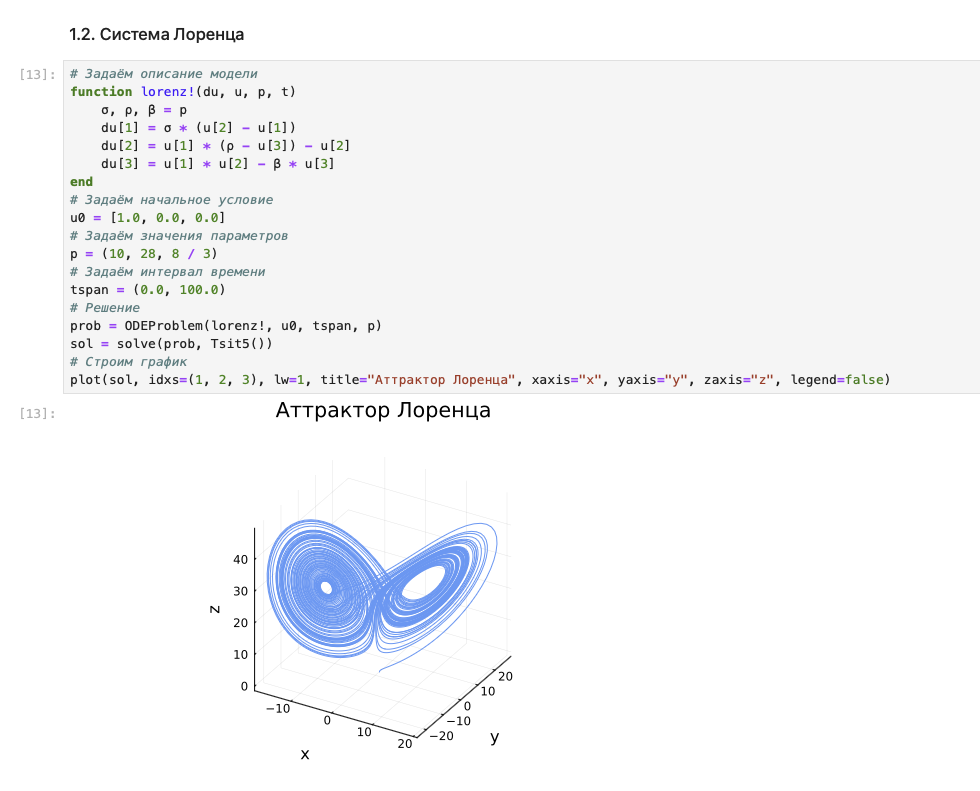 1.2. Система Лоренца
[13]:
# Задаём описание модели
function lorenz!(du, u, p, t)
    σ, ρ, β = p
    du[1] = σ * (u[2] - u[1])
    du[2] = u[1] * (ρ - u[3]) - u[2]
    du[3] = u[1] * u[2] - β * u[3]
end
# Задаём начальное условие
u0 = [1.0, 0.0, 0.0]
# Задаём значения параметров
p = (10, 28, 8 / 3)
# Задаём интервал времени
tspan = (0.0, 100.0)
# Решение
prob = ODEProblem(lorenz!, u0, tspan, p)
sol = solve(prob, Tsit5())
# Строим график
plot(sol, idxs=(1, 2, 3), lw=1, title="Аттрактор Лоренца", xaxis="x", yaxis="y", zaxis="z", legend=false)
[13]:
Аттрактор Лоренца
40
30
z
20
10
0
-10
0
10
20
x
-20
-10
0
10
20
y